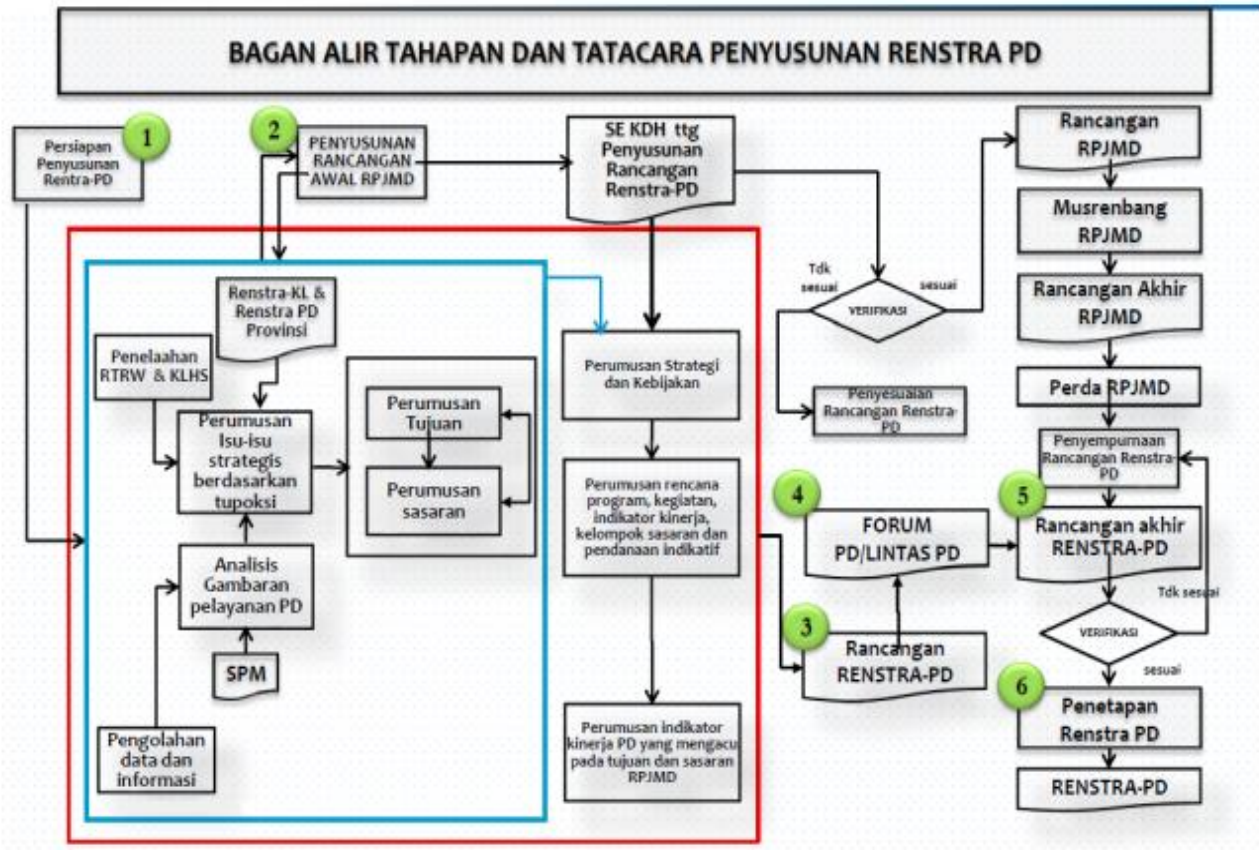 BAGAN ALIR TAHAPAN DAN TATACARA PENYUSUNAN RENSTRA PD
1
Persiapan
Penyusunan
Rentra-PD
2
PENYUSUNAN
RANCANGAN
AWAL RPJMD
SE KDH ttg
Penyusunan
Rancangan
Renstra-PD
Rancangan
RPJMD
Musrenbang
RPJMD
Rancangan Akhir
RPJMD
Perda RPJMD
Penyempurnaan
Rancangan Renstra-
PD
Tdk
sesuai
sesuai
VERIFIKASI
Penyesuaian
Rancangan Renstra-
PD
Renstra-KL &
Renstra PD
Provinsi
Penelaahan
RTRW & KLHS
Perumusan
Isu-isu
strategis
berdasarkan
tupoksi
Perumusan
Tujuan
Perumusan
sasaran
Analisis
Gambaran
pelayanan PD
SPM
Pengolahan
data dan
informasi
Perumusan Strategi
dan Kebijakan
Perumusan rencana
program, kegiatan,
indikator kinerja,
kelompok sasaran dan
pendanaan indikatif
Perumusan indikator
kinerja PD yang mengacu
pada tujuan dan sasaran
RPJMD
3
Rancangan
RENSTRA-PD
4
FORUM
PD/LINTAS PD
5
Rancangan akhir
RENSTRA-PD
Tdk sesuai
VERIFIKASI
sesuai
6
Penetapan
Renstra PD
RENSTRA-PD